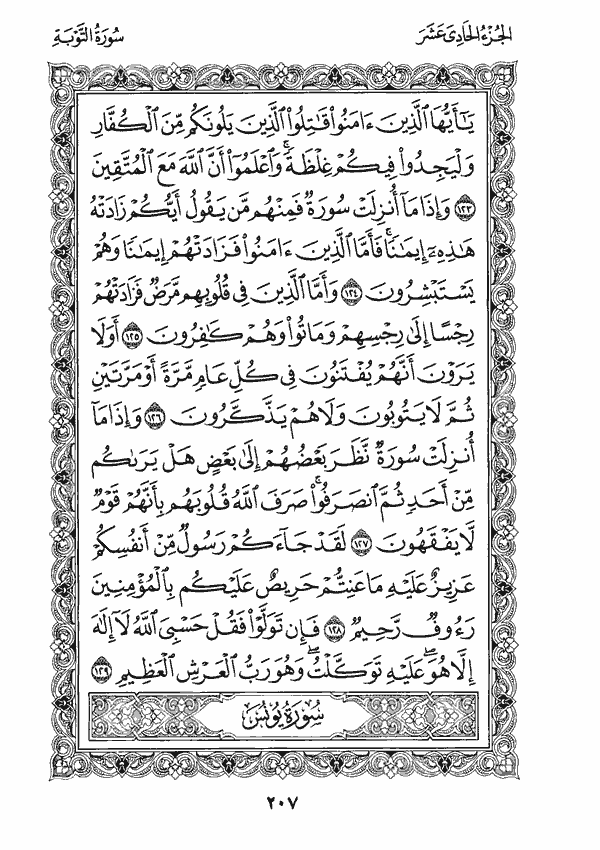 الجزء الحادي عشر
سورة التوبة
يَٰٓأَيُّهَا ٱلَّذِينَ ءَامَنُوا۟ قَٰتِلُوا۟ ٱلَّذِينَ يَلُونَكُم مِّنَ ٱلْكُفَّارِ
وَلْيَجِدُوا۟ فِيكُمْ غِلْظَةً ۚ وَٱعْلَمُوٓا۟ أَنَّ ٱللَّهَ مَعَ ٱلْمُتَّقِينَ
١٢٣ وَإِذَا مَآ أُنزِلَتْ سُورَةٌ فَمِنْهُم مَّن يَقُولُ أَيُّكُمْ زَادَتْهُ
هَٰذِهِۦٓ إِيمَٰنًا ۚ فَأَمَّا ٱلَّذِينَ ءَامَنُوا۟ فَزَادَتْهُمْ إِيمَٰنًا وَهُمْ
يَسْتَبْشِرُونَ ١٢٤ وَأَمَّا ٱلَّذِينَ فِى قُلُوبِهِم مَّرَضٌ فَزَادَتْهُمْ
رِجْسًا إِلَىٰ رِجْسِهِمْ وَمَاتُوا۟ وَهُمْ كَٰفِرُونَ ١٢٥ أَوَلَا
يَرَوْنَ أَنَّهُمْ يُفْتَنُونَ فِى كُلِّ عَامٍ مَّرَّةً أَوْ مَرَّتَيْنِ
ثُمَّ لَا يَتُوبُونَ وَلَا هُمْ يَذَّكَّرُونَ ١٢٦ وَإِذَا مَآ
أُنزِلَتْ سُورَةٌ نَّظَرَ بَعْضُهُمْ إِلَىٰ بَعْضٍ هَلْ يَرَىٰكُم
مِّنْ أَحَدٍ ثُمَّ ٱنصَرَفُوا۟ ۚ صَرَفَ ٱللَّهُ قُلُوبَهُم بِأَنَّهُمْ قَوْمٌ
لَّا يَفْقَهُونَ ١٢٧ لَقَدْ جَآءَكُمْ رَسُولٌ مِّنْ أَنفُسِكُمْ
عَزِيزٌ عَلَيْهِ مَا عَنِتُّمْ حَرِيصٌ عَلَيْكُم بِٱلْمُؤْمِنِينَ
رَءُوفٌ رَّحِيمٌ ١٢٨ فَإِن تَوَلَّوْا۟ فَقُلْ حَسْبِىَ ٱللَّهُ لَآ إِلَٰهَ
إِلَّا هُوَ ۖ عَلَيْهِ تَوَكَّلْتُ ۖ وَهُوَ رَبُّ ٱلْعَرْشِ ٱلْعَظِيمِ ١٢٩
سُورَةُ يُونُسَ
٢٠٧